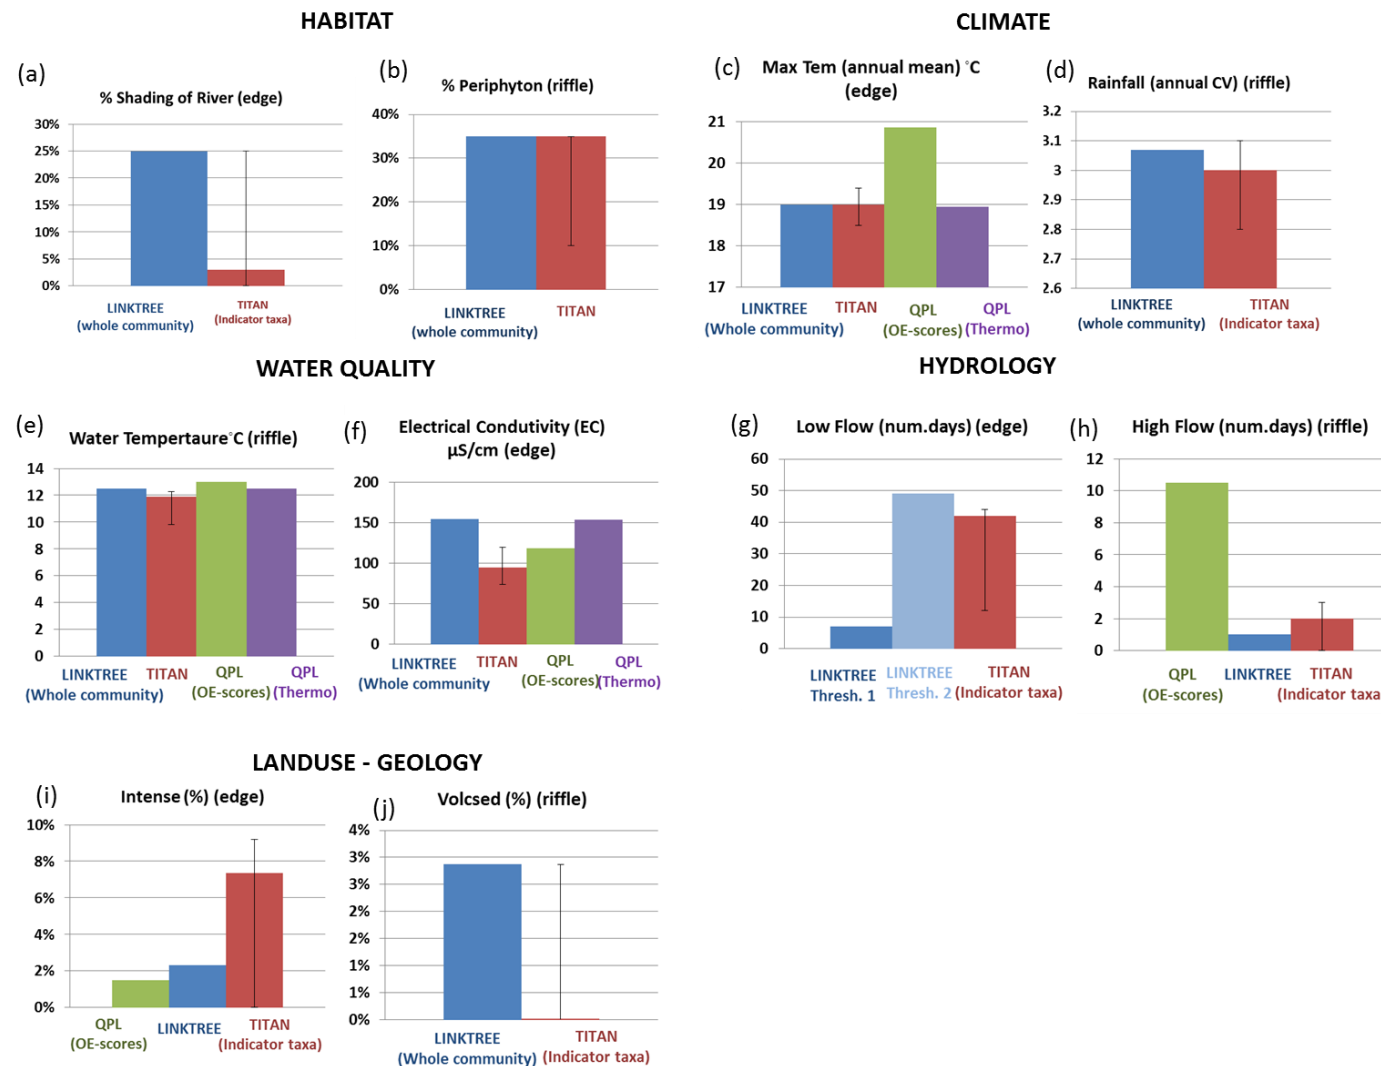 HABITAT
CLIMATE
(a)
% Shading of River (edge)
30%
25%
20%
15%
10%
5%
0%
LINKTREE
(whole community)
TITAN
(Indicator taxa)
(b)
% Periphyton (riffle)
40%
30%
20%
10%
0%
LINKTREE
(whole community)
TITAN
(c)
Max Tem (annual mean) °C
(edge)
21
20
19
18
17
LINKTREE
(Whole community)
TITAN
QPL
(OE-scores)
QPL
(Thermo)
(d)
Rainfall (annual CV) (riffle)
3.2
3.1
3
2.9
2.8
2.7
2.6
LINKTREE
(whole community)
TITAN
(Indicator taxa)
WATER QUALITY
HYDROLOGY
(e)
Water Tempertaure°C (riffle)
14
12
10
8
6
4
2
0
LINKTREE
(Whole community)
TITAN
QPL
(OE-scores)
QPL
(Thermo)
(f)
Electrical Condutivity (EC)
µS/cm (edge)
200
150
100
50
0
LINKTREE
(Whole community
TITAN
QPL
(OE-scores)
QPL
(Thermo)
(g)
Low Flow (num.days) (edge)
60
50
40
30
20
10
0
LINKTREE
Thresh. 1
LINKTREE
Thresh. 2
TITAN
(Indicator taxa)
(h)
High Flow (num.days) (riffle)
12
10
8
6
4
2
0
QPL
(OE-scores)
LINKTREE
TITAN
(Indicator taxa
LANDUSE - GEOLOGY
(i)
Intense (%) (edge)
10%
8%
6%
4%
2%
0%
QPL
(OE-scores)
LINKTREE
TITAN
(Indicator taxa)
(j)
Volcsed (%) (riffle)
4%
3%
3%
2%
2%
1%
1%
0%
LINKTREE
(Whole community)
TITAN
(Indicator taxa)